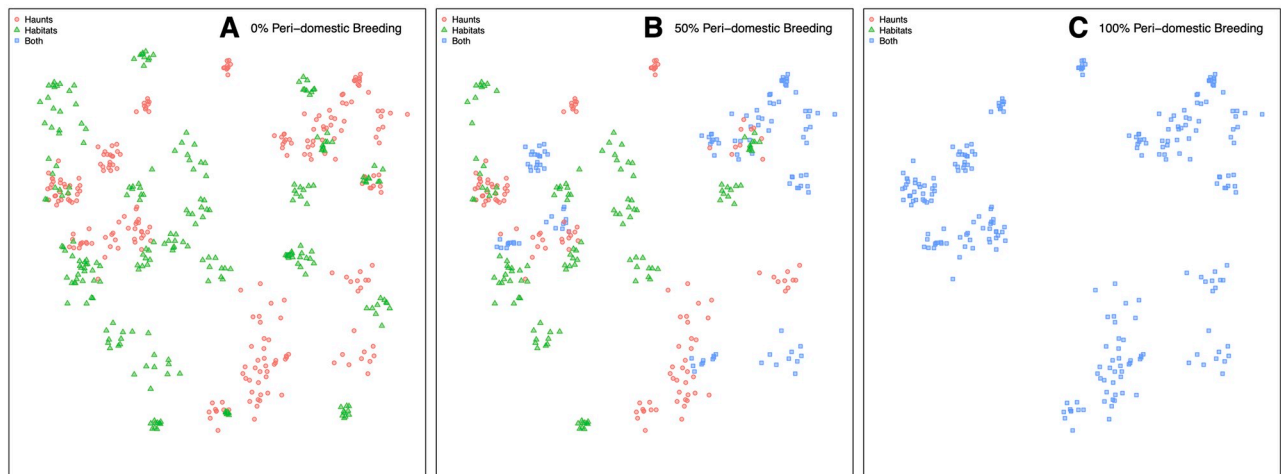 Haunts
Habitats
Both
A 0% Peri-domestic Breeding
Haunts
Habitats
Both
B 50% Peri-domestic Breeding
Haunts
Habitats
Both
C 100% Peri-domestic Breeding